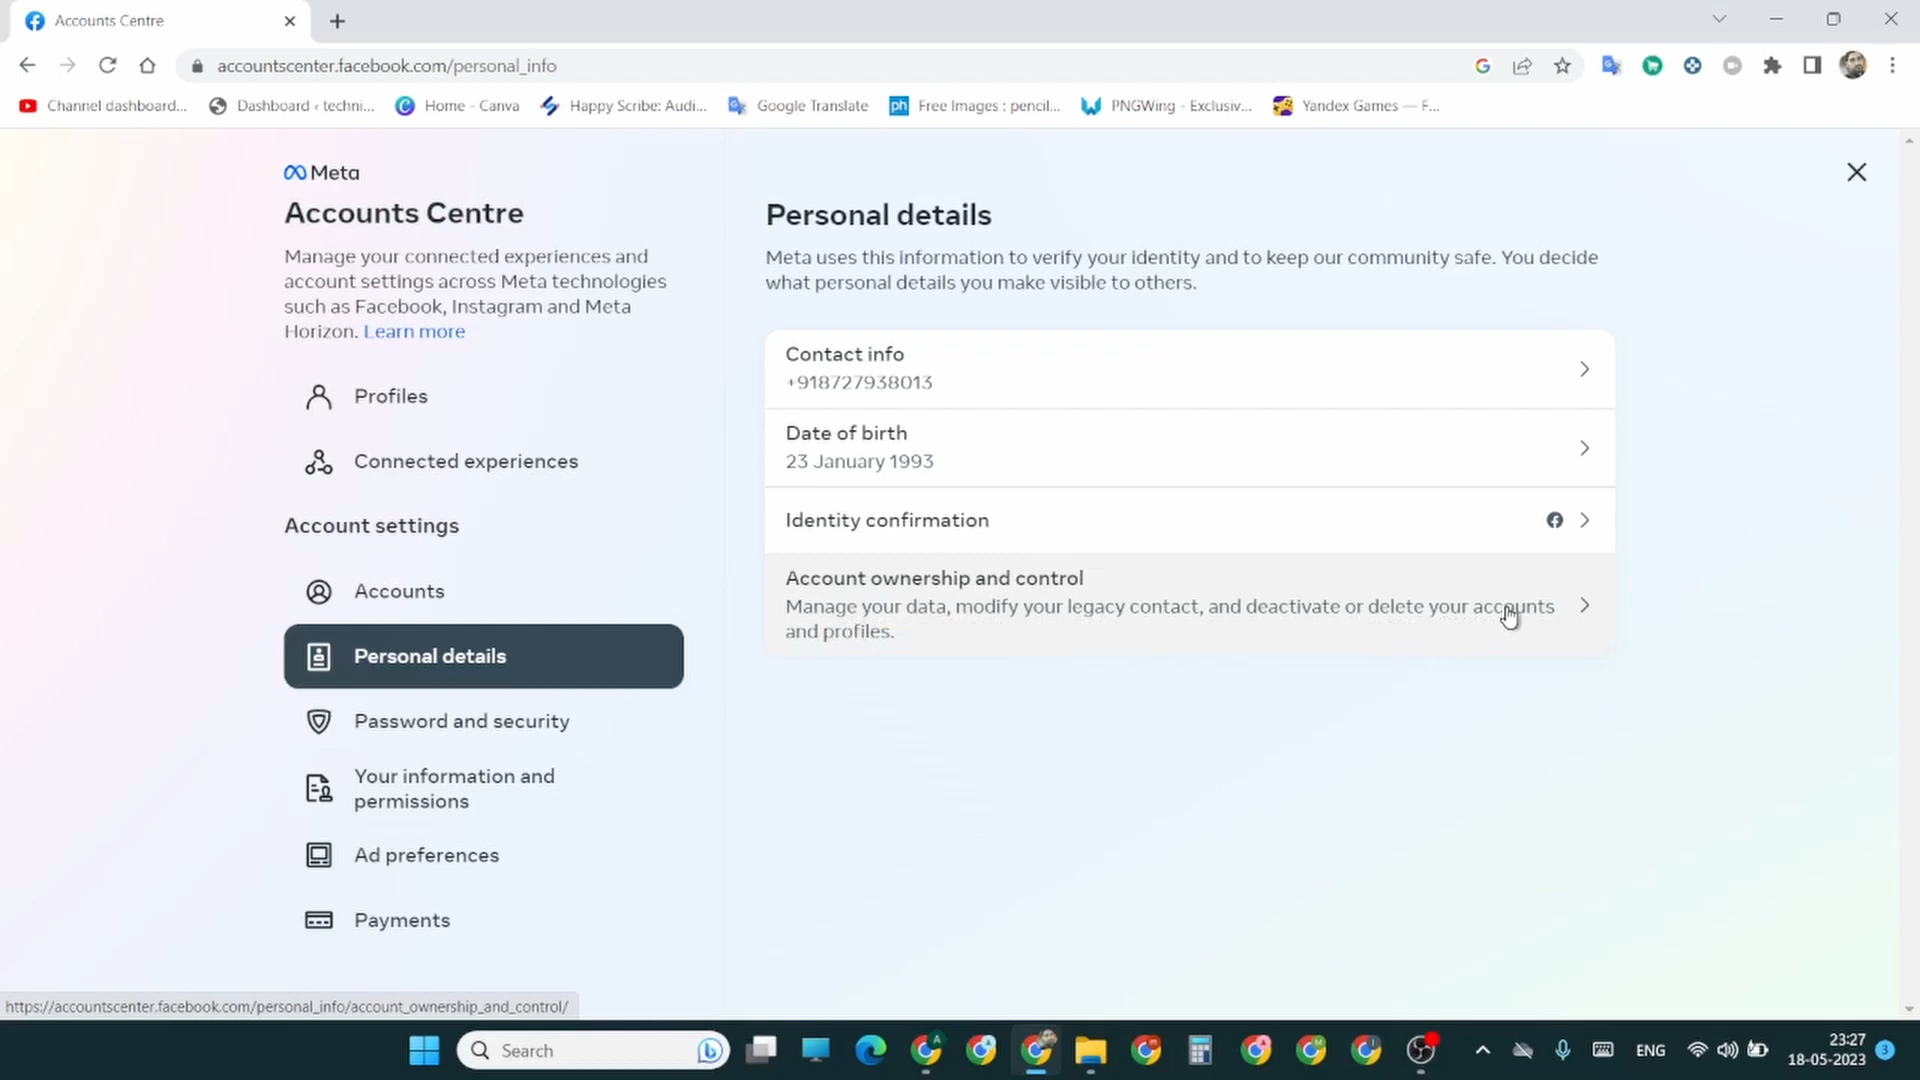 Accounts Centre
accountscenter.facebook.com/personal_info
Channel dashboard...
Dashboard ‹ techni...
Home - Canva
Happy Scribe: Audi...
Google Translate
ph
Free Images : pencil...
PNGWing - Exclusiv...
Yandex Games — F...
Meta
Accounts Centre
Manage your connected experiences and
account settings across Meta technologies
such as Facebook, Instagram and Meta
Horizon. Learn more
Profiles
Connected experiences
Account settings
Accounts
Personal details
Password and security
Your information and
permissions
Ad preferences
Payments
Personal details
Meta uses this information to verify your identity and to keep our community safe. You decide
what personal details you make visible to others.
Contact info
+918727938013
Date of birth
23 January 1993
Identity confirmation
Account ownership and control
Manage your data, modify your legacy contact, and deactivate or delete your accounts
and profiles.
https://accountscenter.facebook.com/personal_info/account_ownership_and_control/
Search
ENG
23:27
18-05-2023
3